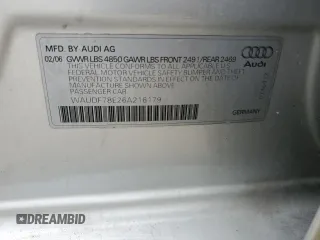 MFD. BY AUDI AG
02/06 GVWR LBS 4850 GAWR LBS FRONT 2491/REAR 2469
THIS VEHICLE CONFORMS TO ALL APPLICABLE U.S.
FEDERAL MOTOR VEHICLE SAFETY BUMPER AND THEFT
PREVENTION STANDARDS IN EFFECT ON THE DATE
OF MANUFACTURE SHOWN ABOVE
PASSENGER CAR
WAUDF78E26A218179
Audi
DREAMBID